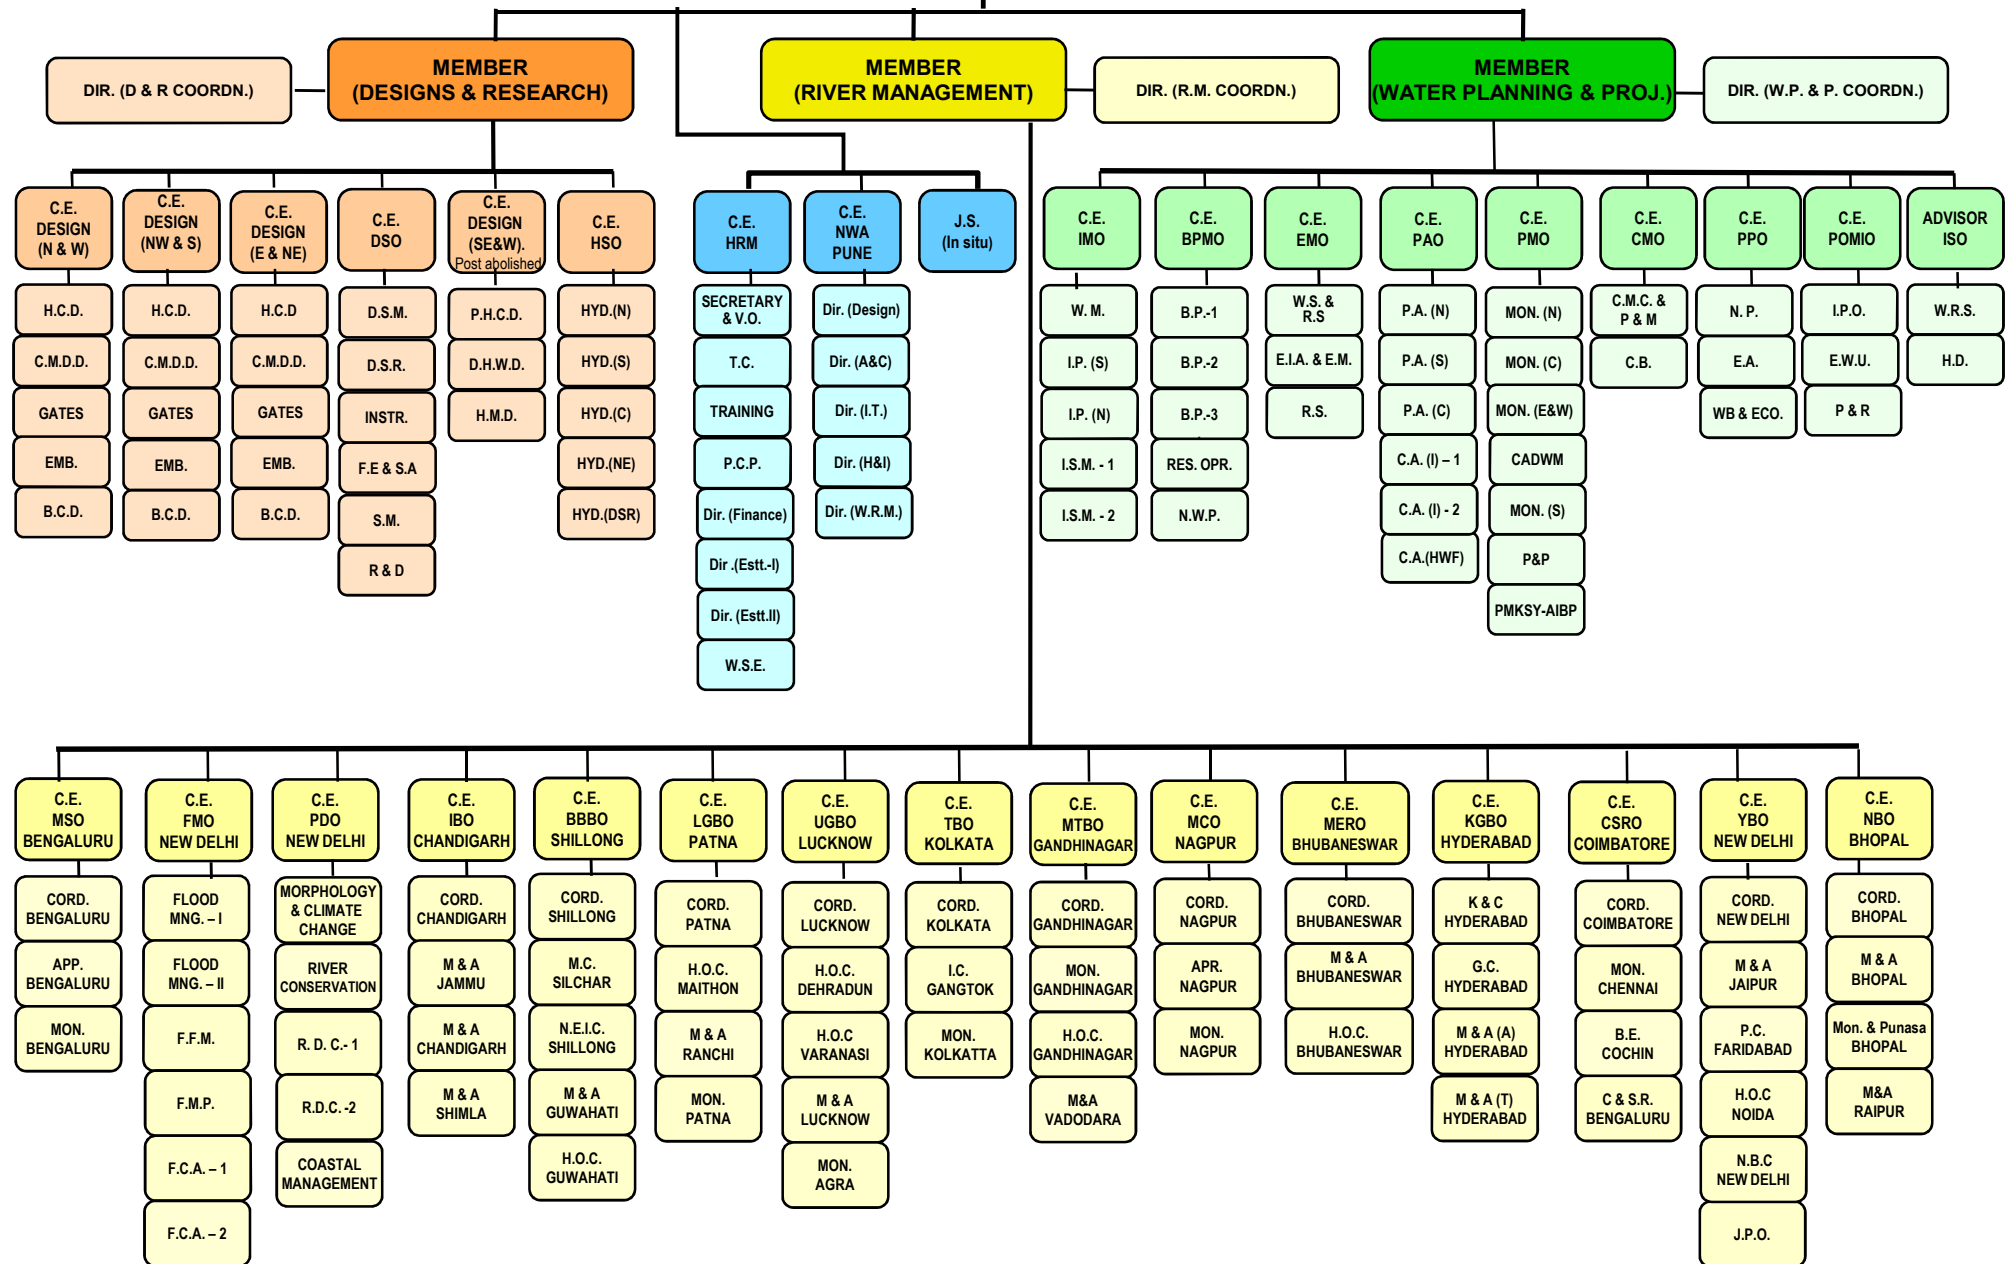 MEMBER
(DESIGNS & RESEARCH)
MEMBER
(RIVER MANAGEMENT)
MEMBER
(WATER PLANNING & PROJ.)
DIR. (D & R COORDN.)
DIR. (R.M. COORDN.)
DIR. (W.P. & P. COORDN.)
C.E.
DESIGN
(N & W)
H.C.D.
C.M.D.D.
GATES
EMB.
B.C.D.
C.E.
DESIGN
(NW & S)
H.C.D.
C.M.D.D.
GATES
EMB.
B.C.D.
C.E.
DESIGN
(E & NE)
H.C.D
C.M.D.D.
GATES
EMB.
B.C.D.
C.E.
DSO
D.S.M.
D.S.R.
INSTR.
F.E & S.A
S.M.
R & D
C.E.
DESIGN
(SE&W).
Post abolished
P.H.C.D.
D.H.W.D.
H.M.D.
C.E.
HSO
HYD.(N)
HYD.(S)
HYD.(C)
HYD.(NE)
HYD.(DSR)
C.E.
HRM
SECRETARY
& V.O.
T.C.
TRAINING
P.C.P.
Dir. (Finance)
Dir .(Estt.-I)
Dir. (Estt.II)
W.S.E.
C.E.
NWA
PUNE
Dir. (Design)
Dir. (A&C)
Dir. (I.T.)
Dir. (H&I)
Dir. (W.R.M.)
J.S.
(In situ)
C.E.
IMO
W. M.
I.P. (S)
I.P. (N)
I.S.M. - 1
I.S.M. - 2
C.E.
BPMO
B.P.-1
B.P.-2
B.P.-3
RES. OPR.
N.W.P.
C.E.
EMO
W.S. &
R.S
E.I.A. & E.M.
R.S.
C.E.
PAO
P.A. (N)
P.A. (S)
P.A. (C)
C.A. (I) – 1
C.A. (I) - 2
C.A.(HWF)
C.E.
PMO
MON. (N)
MON. (C)
MON. (E&W)
CADWM
MON. (S)
P&P
PMKSY-AIBP
C.E.
CMO
C.M.C. &
P & M
C.B.
C.E.
PPO
N. P.
E.A.
WB & ECO.
C.E.
POMIO
I.P.O.
E.W.U.
P & R
ADVISOR
ISO
W.R.S.
H.D.
C.E.
MSO
BENGALURU
CORD.
BENGALURU
APP.
BENGALURU
MON.
BENGALURU
C.E.
FMO
NEW DELHI
FLOOD
MNG. – I
FLOOD
MNG. – II
F.F.M.
F.M.P.
F.C.A. – 1
F.C.A. – 2
C.E.
PDO
NEW DELHI
MORPHOLOGY
& CLIMATE
CHANGE
RIVER
CONSERVATION
R. D. C.- 1
R.D.C. -2
COASTAL
MANAGEMENT
C.E.
IBO
CHANDIGARH
CORD.
CHANDIGARH
M & A
JAMMU
M & A
CHANDIGARH
M & A
SHIMLA
C.E.
BBBO
SHILLONG
CORD.
SHILLONG
M.C.
SILCHAR
N.E.I.C.
SHILLONG
M & A
GUWAHATI
H.O.C.
GUWAHATI
C.E.
LGBO
PATNA
CORD.
PATNA
H.O.C.
MAITHON
M & A
RANCHI
MON.
PATNA
C.E.
UGBO
LUCKNOW
CORD.
LUCKNOW
H.O.C.
DEHRADUN
H.O.C
VARANASI
M & A
LUCKNOW
MON.
AGRA
C.E.
TBO
KOLKATA
CORD.
KOLKATA
I.C.
GANGTOK
MON.
KOLKATTA
C.E.
MTBO
GANDHINAGAR
CORD.
GANDHINAGAR
MON.
GANDHINAGAR
H.O.C.
GANDHINAGAR
M&A
VADODARA
C.E.
MCO
NAGPUR
CORD.
NAGPUR
APR.
NAGPUR
MON.
NAGPUR
C.E.
MERO
BHUBANESWAR
CORD.
BHUBANESWAR
M & A
BHUBANESWAR
H.O.C.
BHUBANESWAR
C.E.
KGBO
HYDERABAD
K & C
HYDERABAD
G.C.
HYDERABAD
M & A (A)
HYDERABAD
M & A (T)
HYDERABAD
C.E.
CSRO
COIMBATORE
CORD.
COIMBATORE
MON.
CHENNAI
B.E.
COCHIN
C & S.R.
BENGALURU
C.E.
YBO
NEW DELHI
CORD.
NEW DELHI
M & A
JAIPUR
P.C.
FARIDABAD
H.O.C
NOIDA
N.B.C
NEW DELHI
J.P.O.
C.E.
NBO
BHOPAL
CORD.
BHOPAL
M & A
BHOPAL
Mon. & Punasa
BHOPAL
M&A
RAIPUR